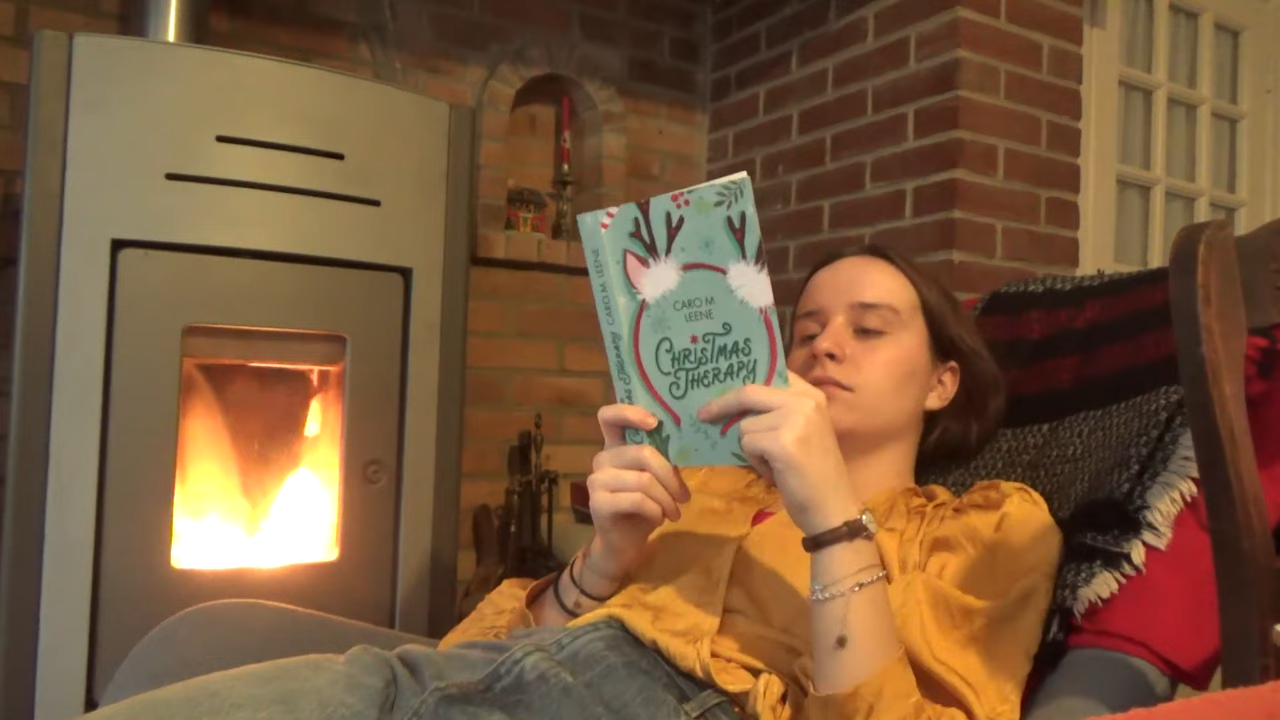 CARO M
LEENE
CHRISTMAS
THERAPY
CARO M. LEENE